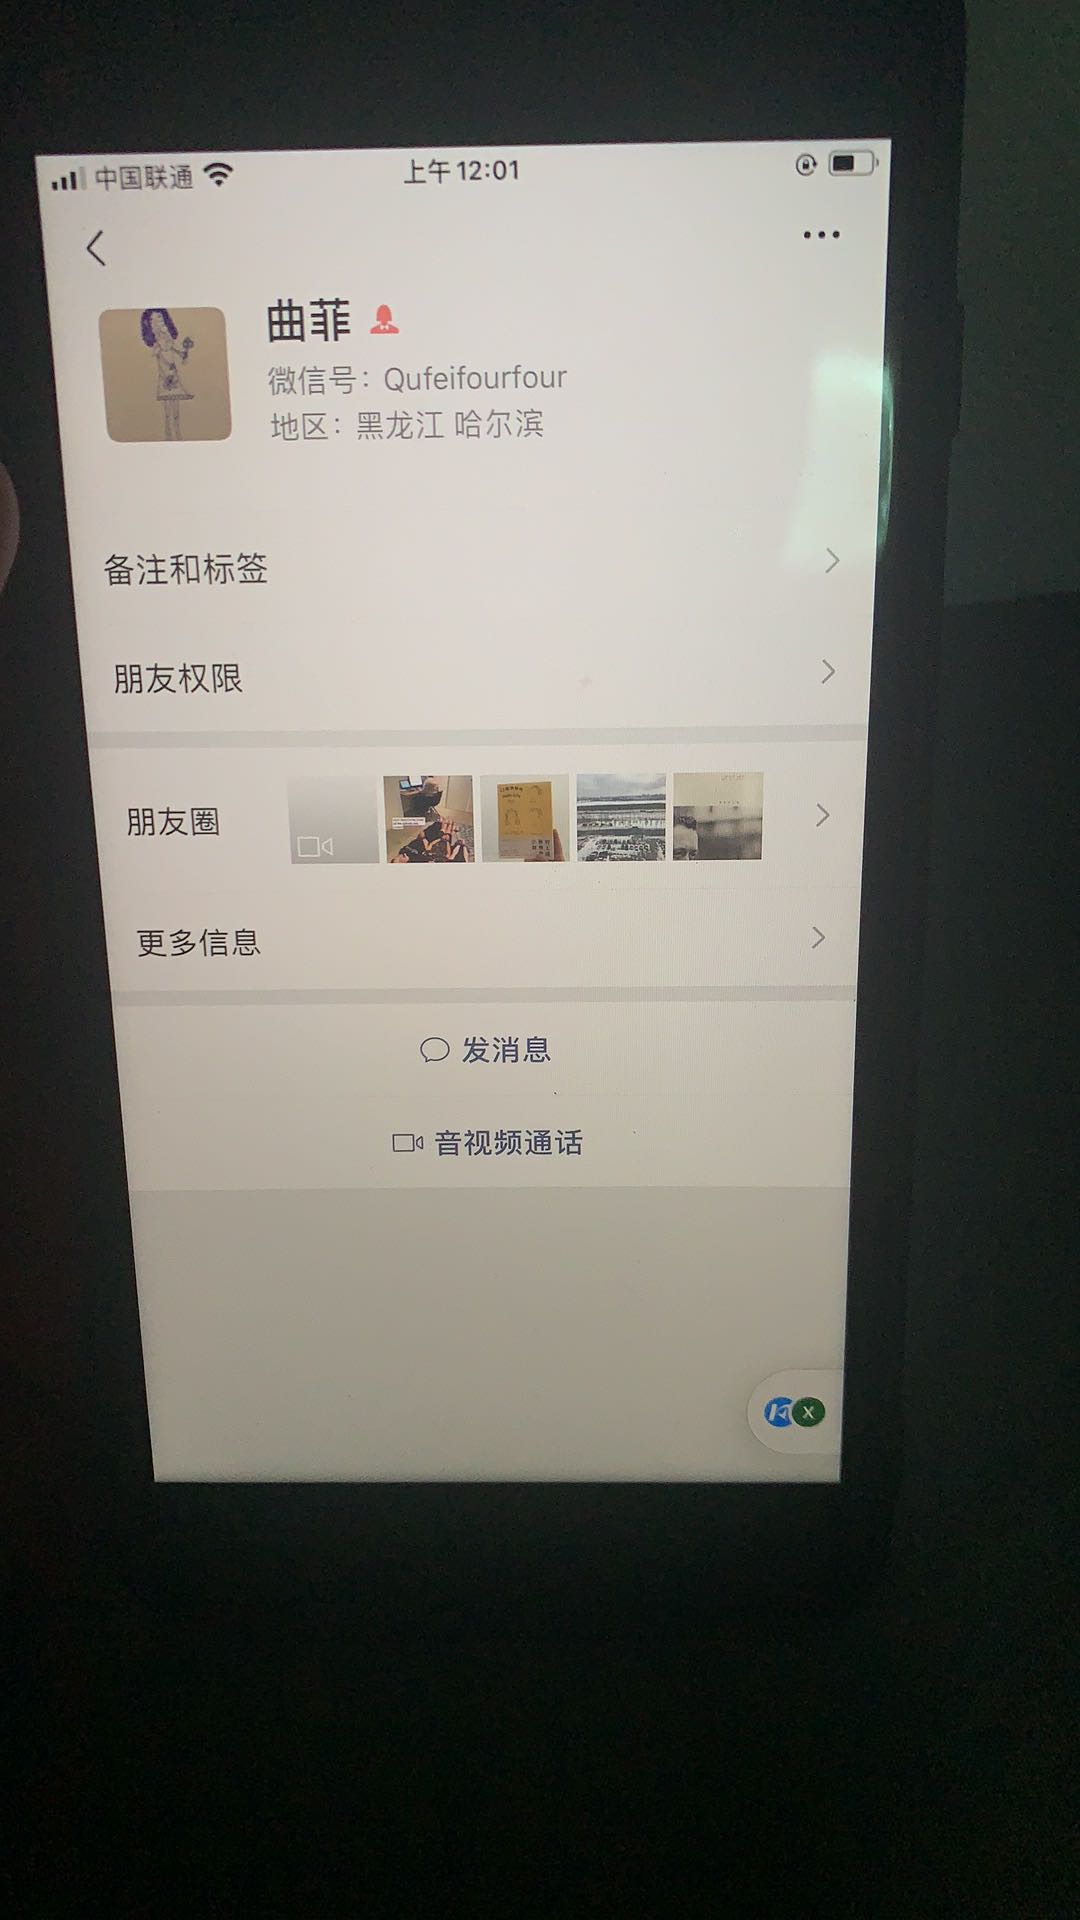 中国联通
上午 12:01
曲菲
微信号：Qufeifourfour
地区：黑龙江 哈尔滨
备注和标签
朋友权限
朋友圈
更多信息
发消息
音视频通话
X